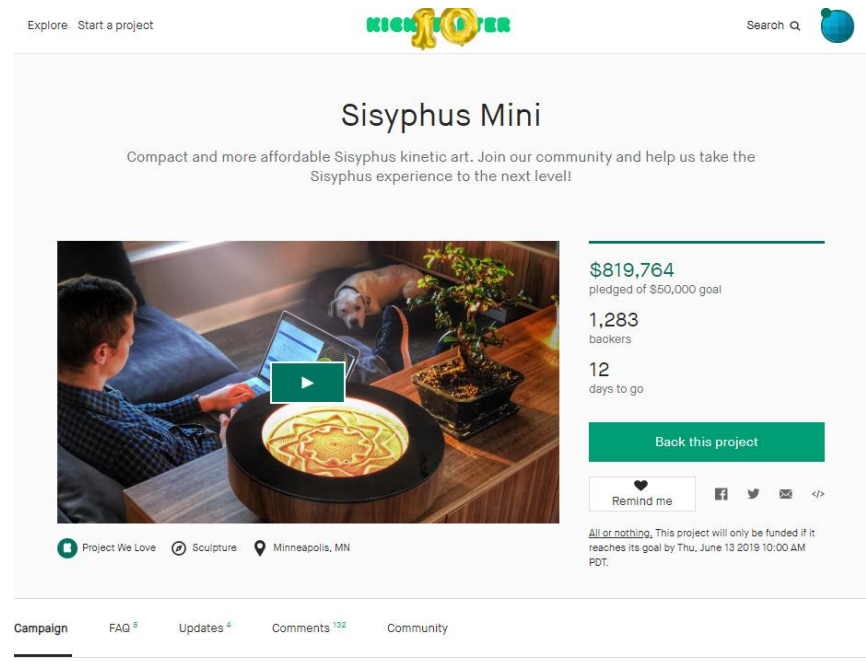 Explore Start a project
KICK10TER
Search
Sisyphus Mini
Compact and more affordable Sisyphus kinetic art. Join our community and help us take the
Sisyphus experience to the next level!
$819,764
pledged of $50,000 goal
1,283
backers
12
days to go
Back this project
Remind me
</>
All or nothing. This project will only be funded if it
reaches its goal by Thu, June 13 2019 10:00 AM
PDT.
Project We Love Sculpture Minneapolis, MN
Campaign FAQ 5 Updates 4 Comments 132 Community